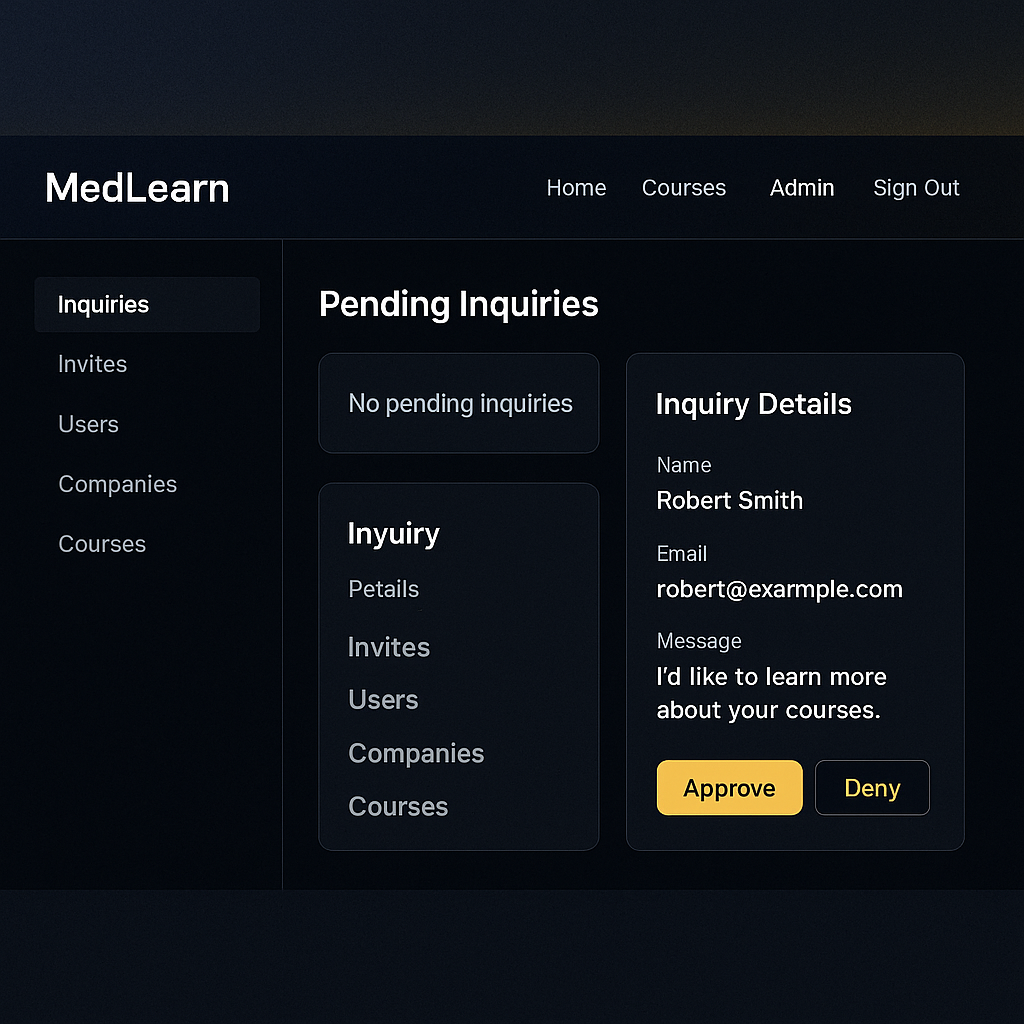 MedLearn
Home Courses Admin Sign Out
Inquiries
Invites
Users
Companies
Courses
Pending Inquiries
No pending inquiries
Inyuiry
Petails
Invites
Users
Companies
Courses
Inquiry Details
Name
Robert Smith
Email
robert@exarmple.com
Message
I'd like to learn more
about your courses.
Approve Deny